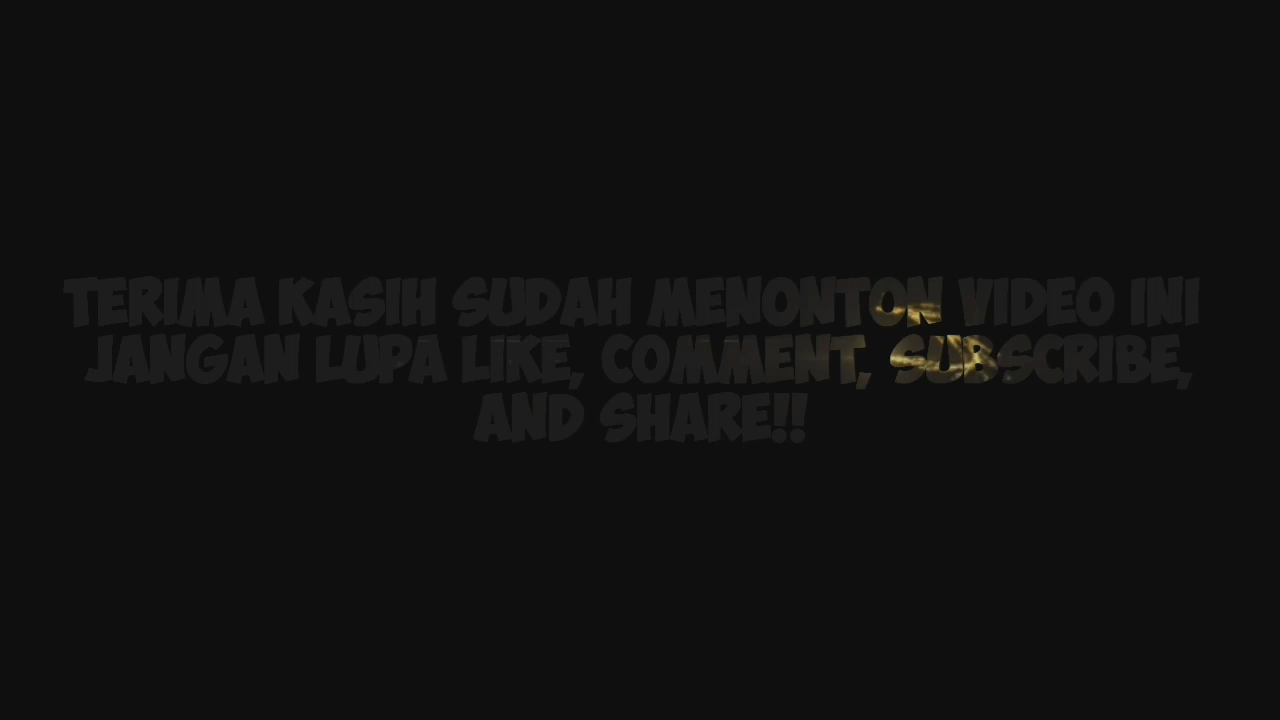 TERIMA KASIH SUDAH MENONTON VIDEO INI
JANGAN LUPA LIKE, COMMENT, SUBSCRIBE,
AND SHARE!!